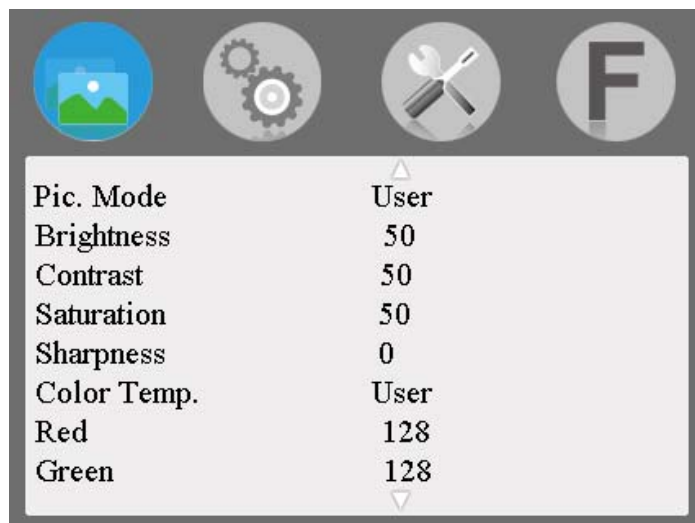 F
Pic. Mode User
Brightness 50
Contrast 50
Saturation 50
Sharpness 0
Color Temp. User
Red 128
Green 128